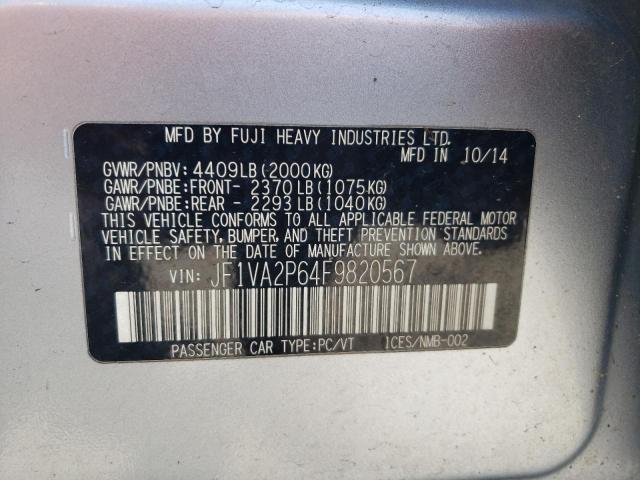 MFD BY FUJI HEAVY INDUSTRIES LTD.
MFD IN 10/14
GVWR/PNBV: 4409LB(2000KG)
GAWR/PNBE:FRONT- 2370LB(1075KG)
GAWR/PNBE:REAR - 2293LB(1040KG)
THIS VEHICLE CONFORMS TO ALL APPLICABLE FEDERAL MOTOR
VEHICLE SAFETY, BUMPER, AND THEFT PREVENTION STANDARDS
IN EFFECT ON THE DATE OF MANUFACTURE SHOWN ABOVE.
VIN: JF1VA2P64F9820567
PASSENGER CAR TYPE:PC/VT ICES/NMB-002